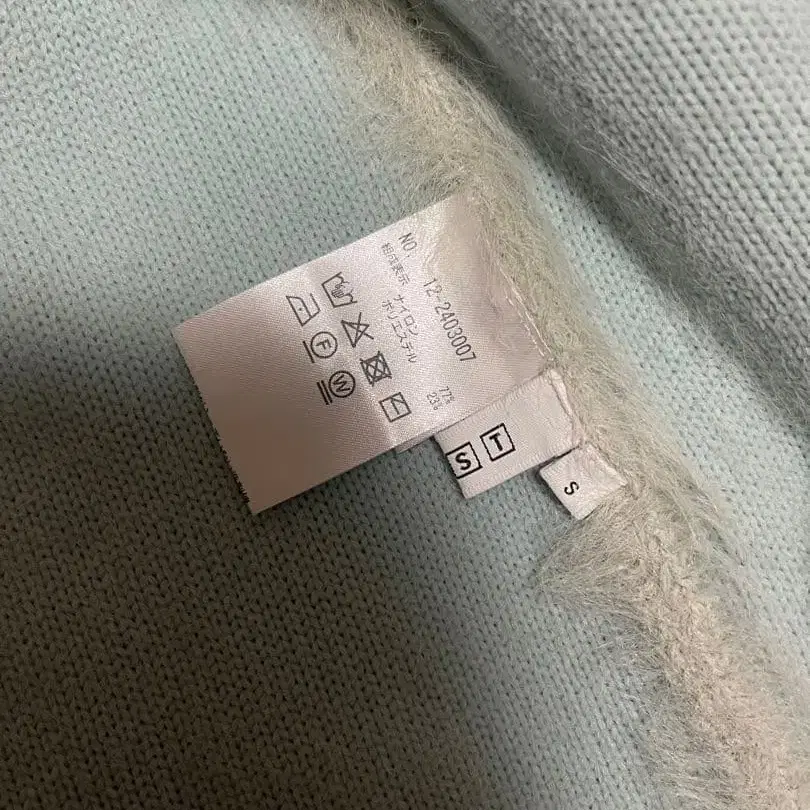 NO. 12-2403007
組成表示 ナイロン 77%
ポリエステル 23%
F
W
S T
S